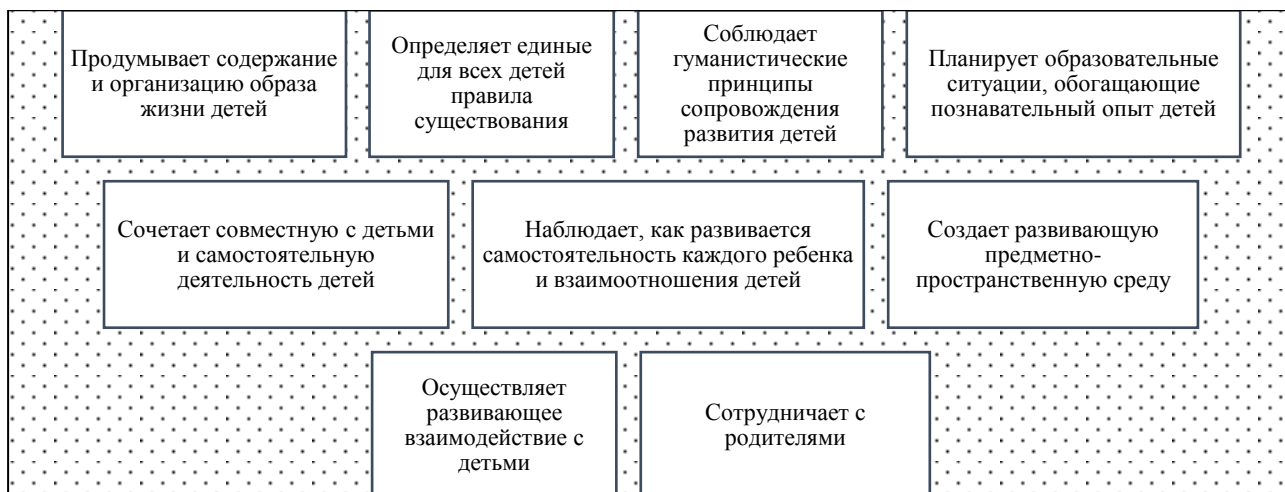 Продумывает содержание
и организацию образа
жизни детей
Определяет единые
для всех детей
правила
существования
Соблюдает
гуманистические
принципы
сопровождения
развития детей
Планирует образовательные
ситуации, обогащающие
познавательный опыт детей
Сочетает совместную с детьми
и самостоятельную
деятельность детей
Наблюдает, как развивается
самостоятельность каждого ребенка
и взаимоотношения детей
Создает развивающую
предметно-
пространственную среду
Осуществляет
развивающее
взаимодействие с
детьми
Сотрудничает с
родителями